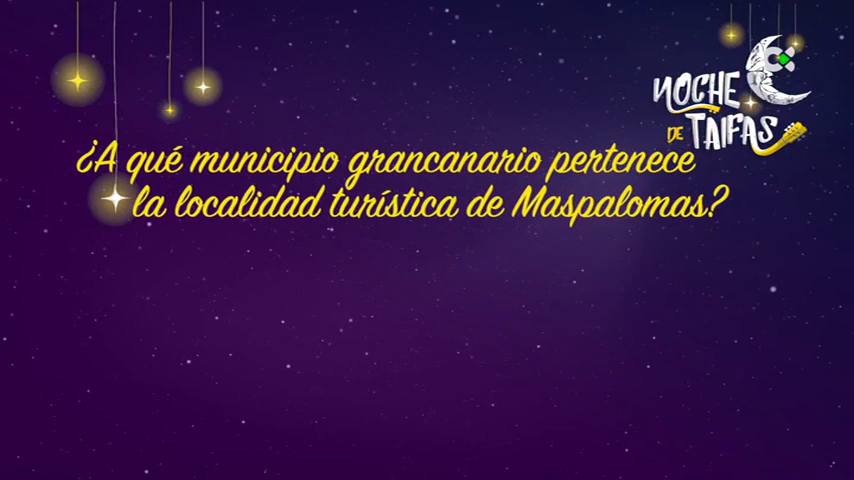 NOCHE
DE TAIFAS
¿A qué municipio grancanario pertenece
la localidad turística de Maspalomas?